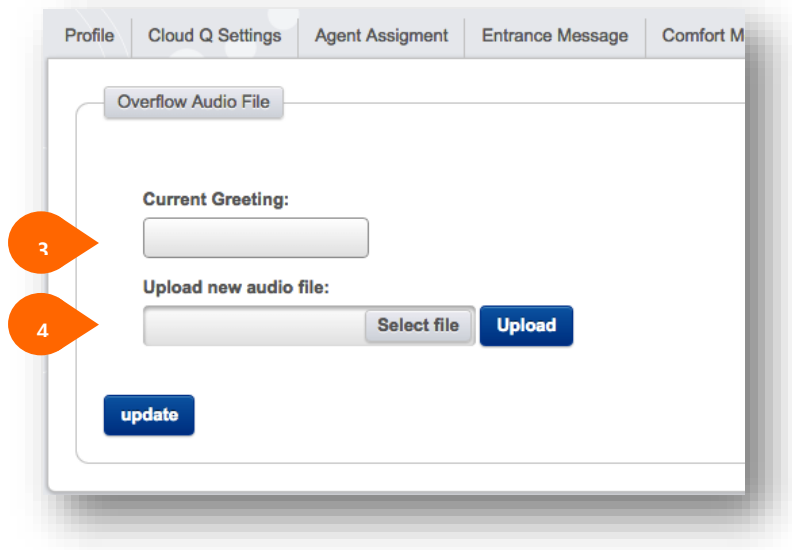 Profile Cloud Q Settings Agent Assigment Entrance Message Comfort M
Overflow Audio File
Current Greeting:
3
Upload new audio file:
4
Select file Upload
update